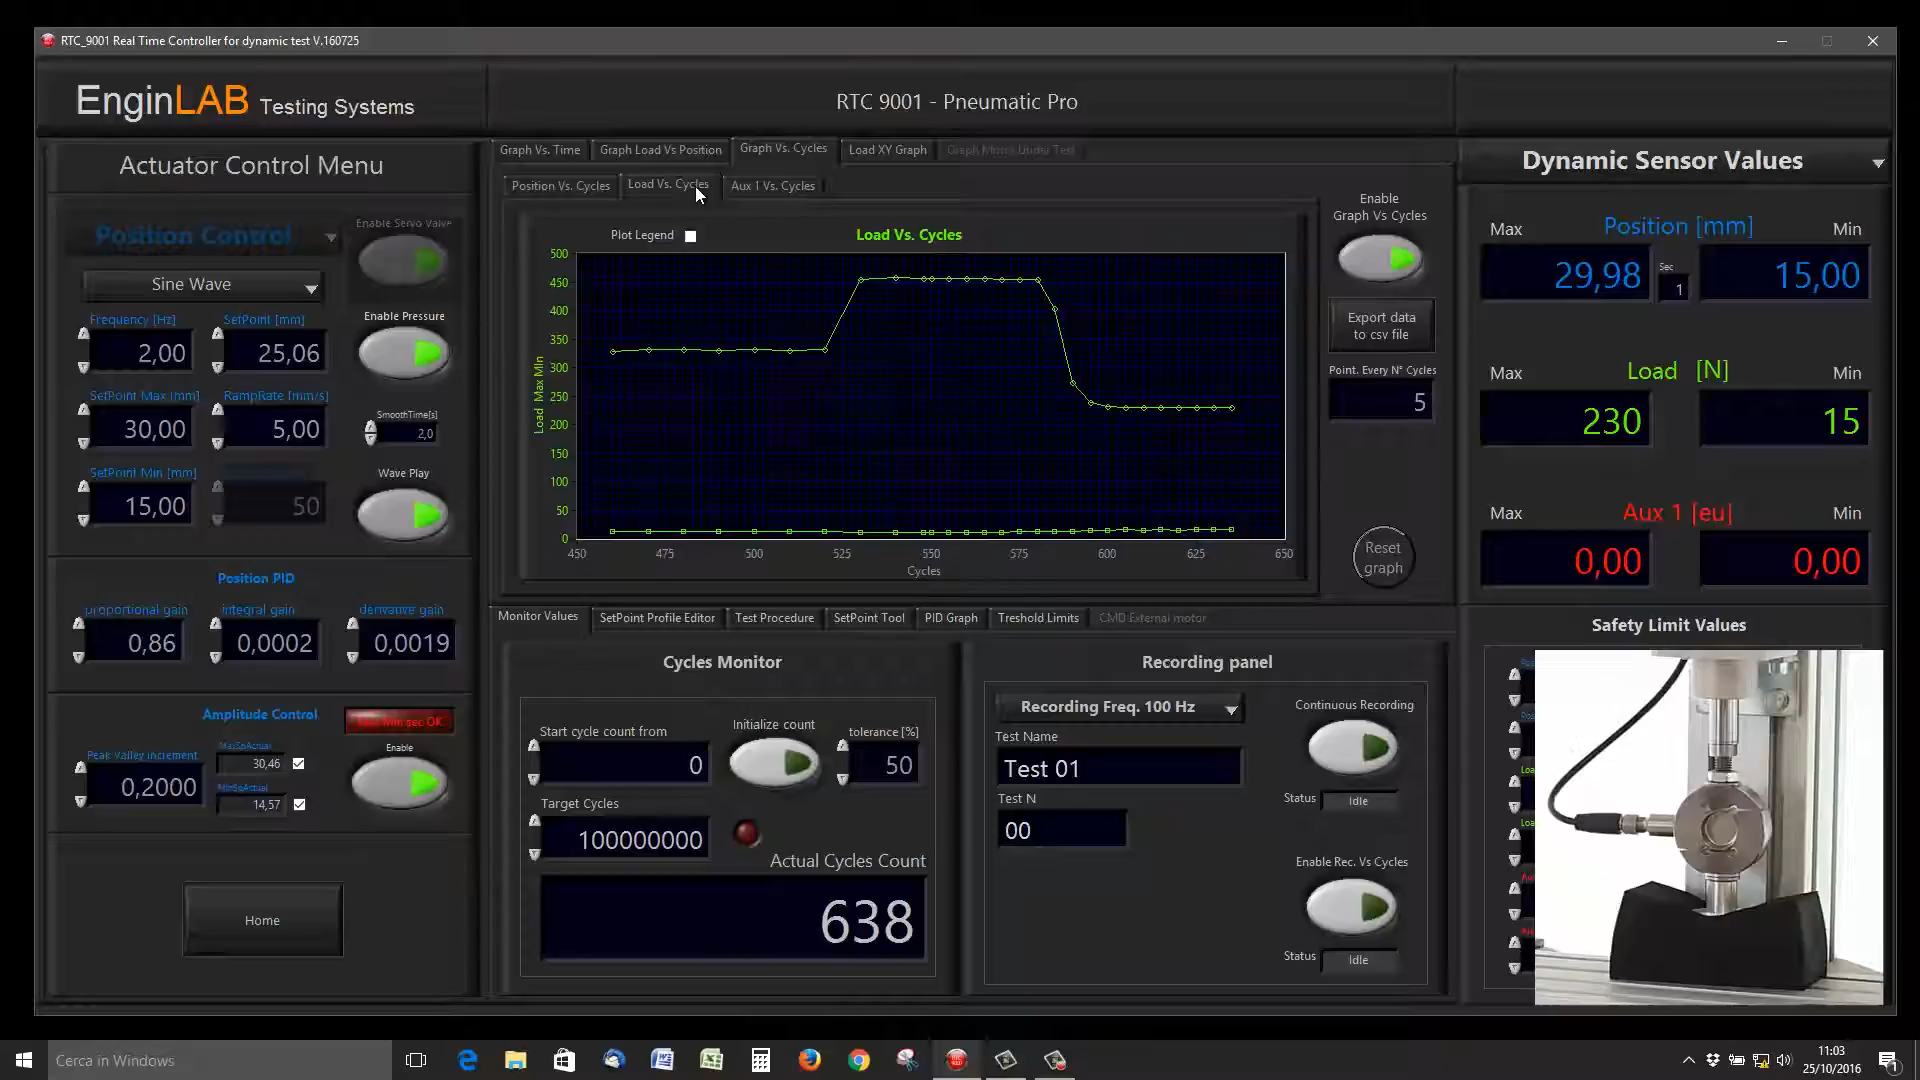 RTC_9001 Real Time Controller for dynamic test V.160725
EnginLAB Testing Systems
RTC 9001 - Pneumatic Pro
Actuator Control Menu
Position Control
Enable Servo Valve
Sine Wave
Frequency [Hz]
SetPoint [mm]
2,00
25,06
Enable Pressure
SetPoint Max [mm]
RampRate [mm/s]
30,00
5,00
SmoothTime[s]
2,0
SetPoint Min [mm]
15,00
50
Wave Play
Position PID
proportional gain
integral gain
derivative gain
0,86
0,0002
0,0019
Amplitude Control
Peak Valley increment
0,2000
MaxSpActual
30,46
MinSpActual
14,57
Enable
Home
Graph Vs. Time
Graph Load Vs Position
Graph Vs. Cycles
Load XY Graph
Graph Motor Under Test
Position Vs. Cycles
Load Vs. Cycles
Aux 1 Vs. Cycles
Plot Legend
Load Vs. Cycles
Load Max Min
500
450
400
350
300
250
200
150
100
50
0
450
475
500
525
550
575
600
625
650
Cycles
Enable
Graph Vs Cycles
Export data
to csv file
Point. Every N° Cycles
5
Reset
graph
Monitor Values
SetPoint Profile Editor
Test Procedure
SetPoint Tool
PID Graph
Treshold Limits
CMD External motor
Cycles Monitor
Start cycle count from
0
Initialize count
tolerance [%]
50
Target Cycles
100000000
Actual Cycles Count
638
Recording panel
Recording Freq. 100 Hz
Continuous Recording
Test Name
Test 01
Test N
00
Status
Idle
Enable Rec. Vs Cycles
Status
Idle
Dynamic Sensor Values
Max
Position [mm]
Min
29,98
Sec
1
15,00
Max
Load [N]
Min
230
15
Max
Aux 1 [eu]
Min
0,00
0,00
Safety Limit Values
Cerca in Windows
11:03
25/10/2016
1